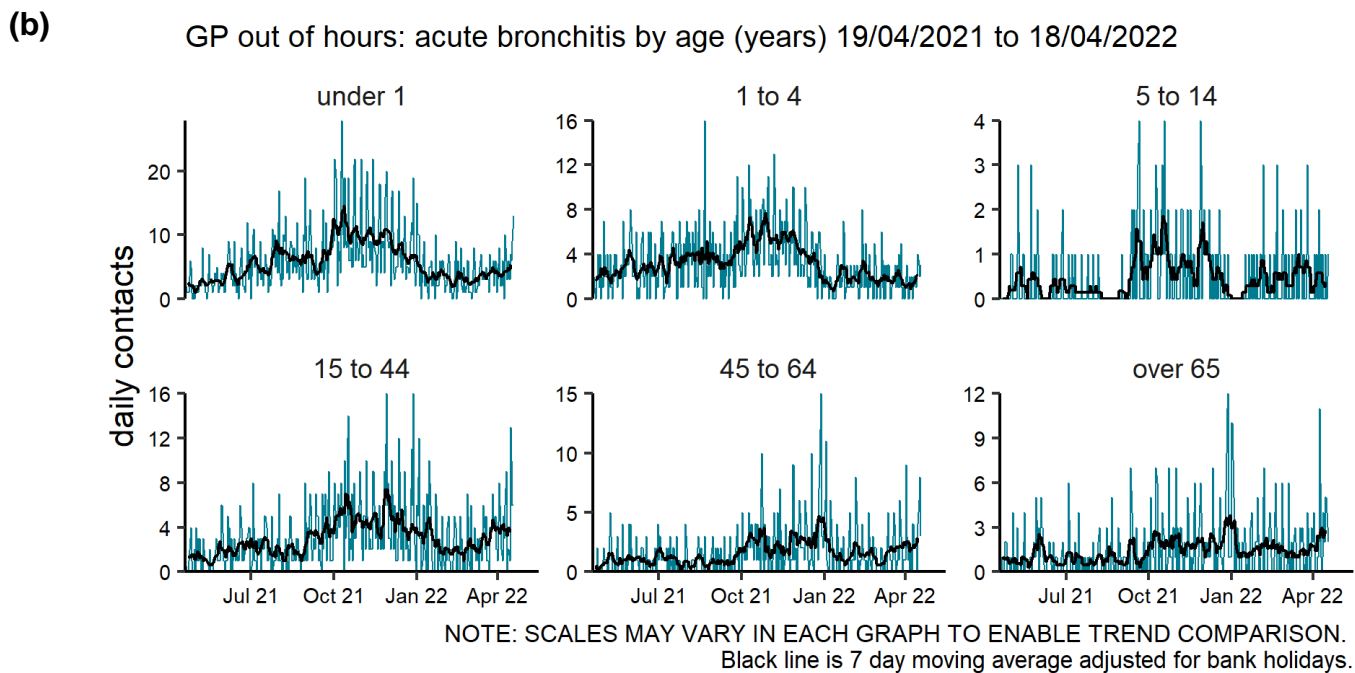 (b)
GP out of hours: acute bronchitis by age (years) 19/04/2021 to 18/04/2022
daily contacts
under 1
20
10
0
1 to 4
16
12
8
4
0
5 to 14
4
3
2
1
0
15 to 44
16
12
8
4
0
Jul 21 Oct 21 Jan 22 Apr 22
45 to 64
15
10
5
0
Jul 21 Oct 21 Jan 22 Apr 22
over 65
12
9
6
3
0
Jul 21 Oct 21 Jan 22 Apr 22
NOTE: SCALES MAY VARY IN EACH GRAPH TO ENABLE TREND COMPARISON.
Black line is 7 day moving average adjusted for bank holidays.